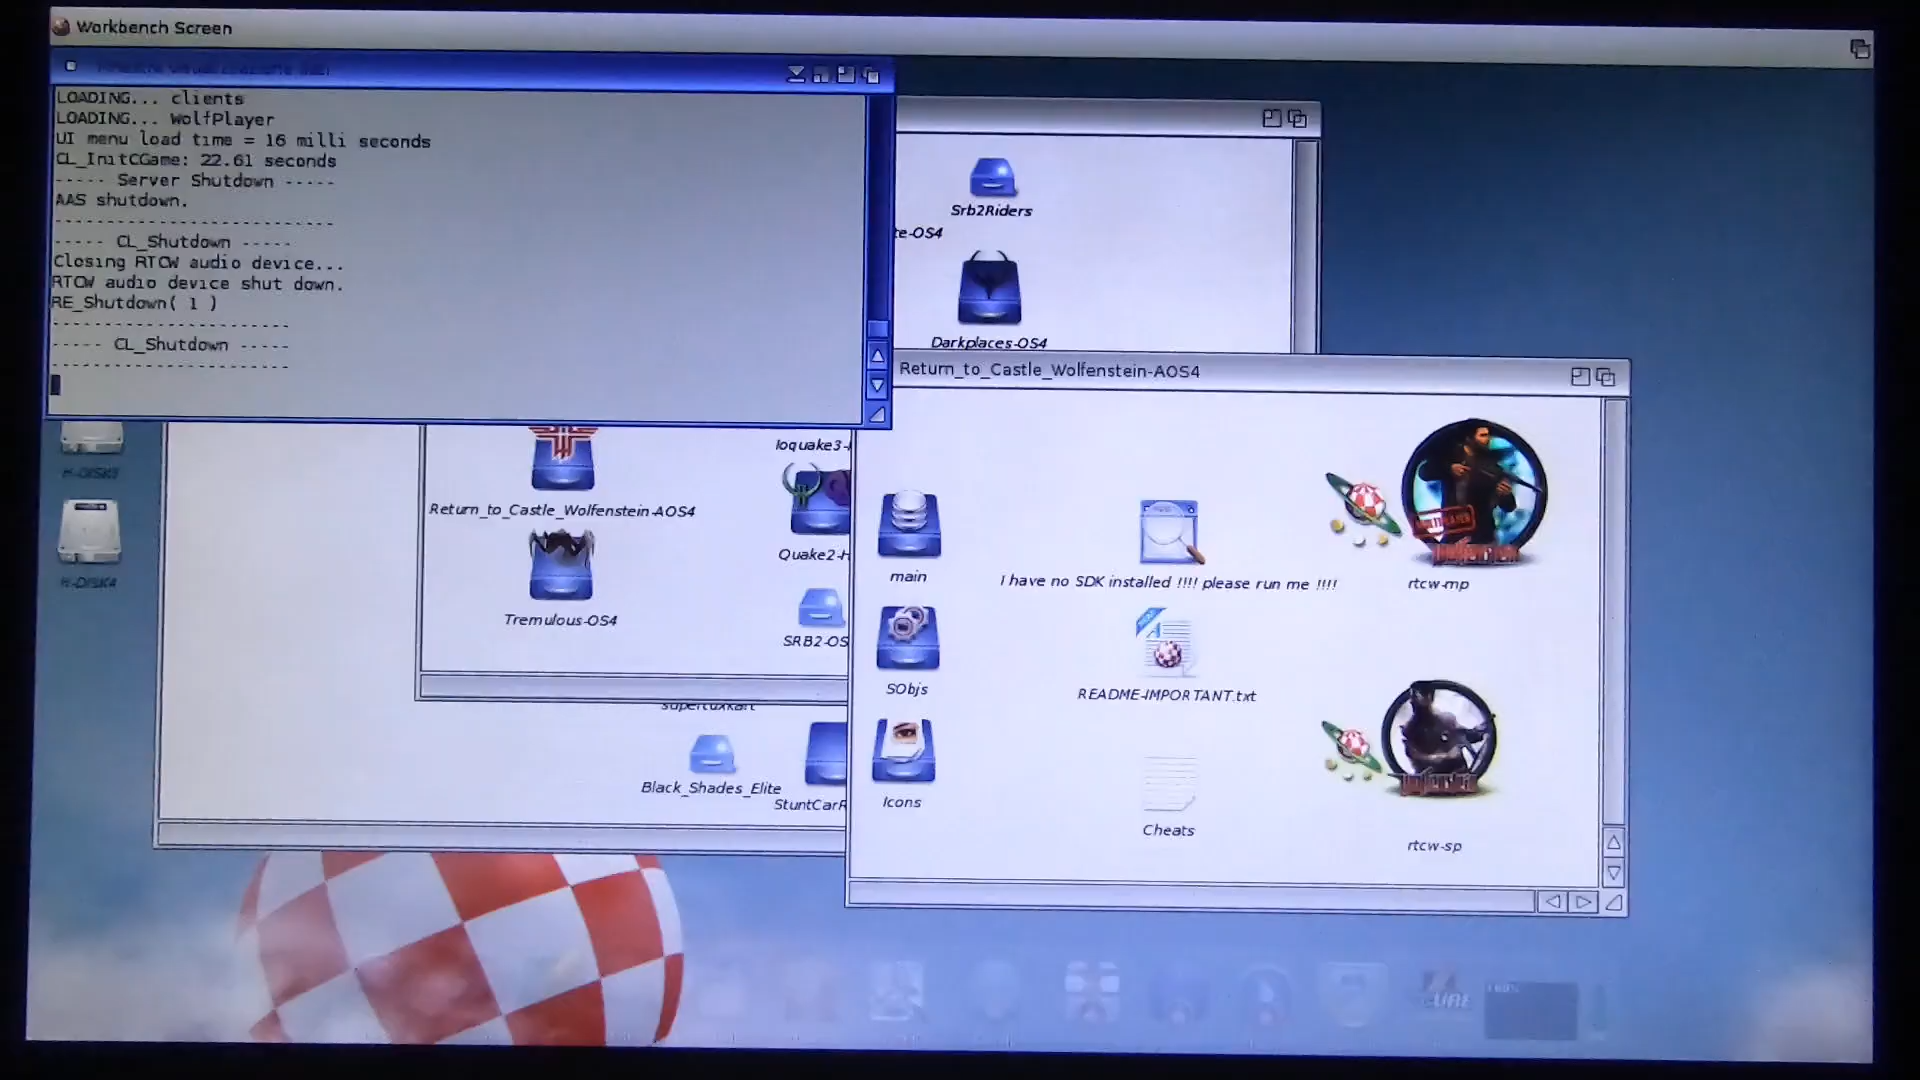 Workbench Screen
LOADING... clients
LOADING... WolfPlayer
UI menu load time = 16 milli seconds
CL_InitCGame: 22.61 seconds
----- Server Shutdown -----
AAS shutdown.
--------------------------
----- CL_Shutdown -----
Closing RTCW audio device...
RTCW audio device shut down.
RE_Shutdown( 1 )
-----------------------
----- CL_Shutdown -----
-----------------------
Srb2Riders
te-OS4
Darkplaces-OS4
Return_to_Castle_Wolfenstein-AOS4
H-DISK3
H-DISK4
Ioquake3-
Return_to_Castle_Wolfenstein-AOS4
Quake2-H
Tremulous-OS4
SRB2-OS
supertuxkart
Black_Shades_Elite
StuntCarR
main
I have no SDK installed !!!! please run me !!!!
rtcw-mp
SObjs
README-IMPORTANT.txt
Icons
Cheats
rtcw-sp